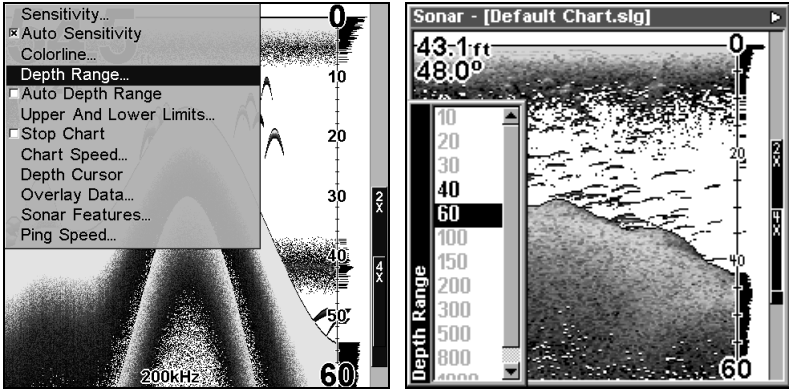 Sensitivity...
Auto Sensitivity
Colorline...
Depth Range...
Auto Depth Range
Upper And Lower Limits...
Stop Chart
Chart Speed...
Depth Cursor
Overlay Data...
Sonar Features...
Ping Speed...
0
10
20
30
40
50
60
2X
4X
200kHz
Sonar - [Default Chart.slg]
43.1ft
48.0º
Depth Range
10
20
30
40
60
100
150
200
300
500
800
1000
0
20
40
60
2X
4X